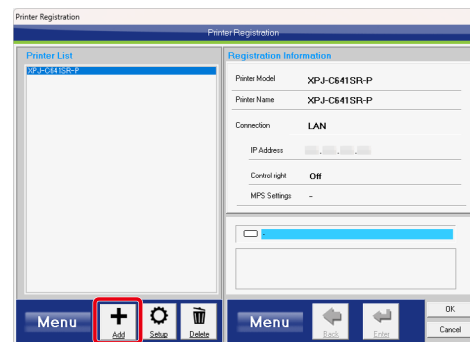 Printer Registration
Printer Registration
Printer List
XPJ-C641SR-P
Menu
Add
Setup
Delete
Registration Information
Printer Model XPJ-C641SR-P
Printer Name XPJ-C641SR-P
Connection LAN
IP Address
Control right Off
MPS Settings -
-
Menu
Back
Enter
OK
Cancel